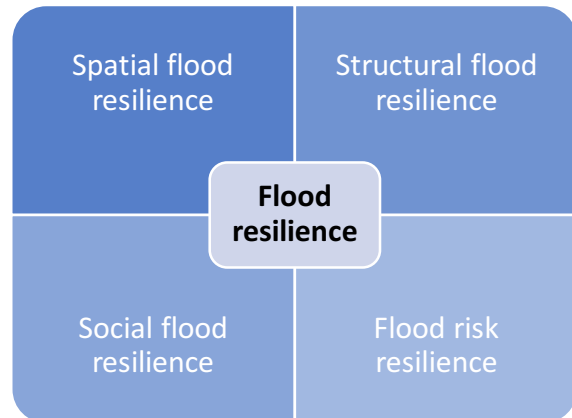 Spatial flood
resilience
Structural flood
resilience
Flood
resilience
Social flood
resilience
Flood risk
resilience